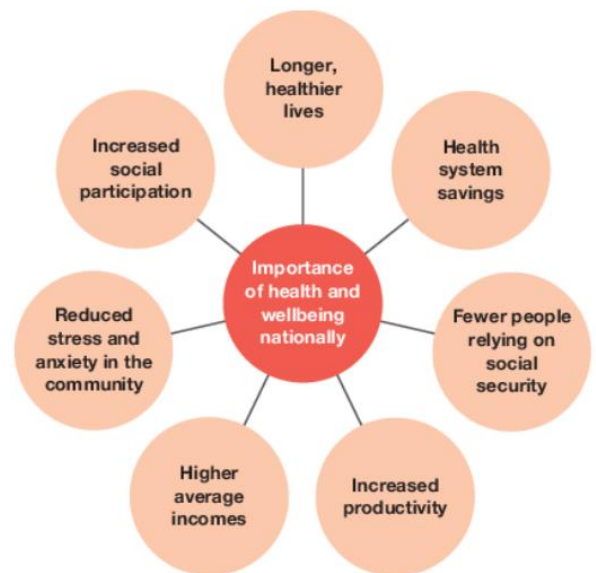 Longer,
healthier
lives
Health
system
savings
Fewer people
relying on
social
security
Increased
productivity
Higher
average
incomes
Reduced
stress and
anxiety in the
community
Increased
social
participation
Importance
of health and
wellbeing
nationally